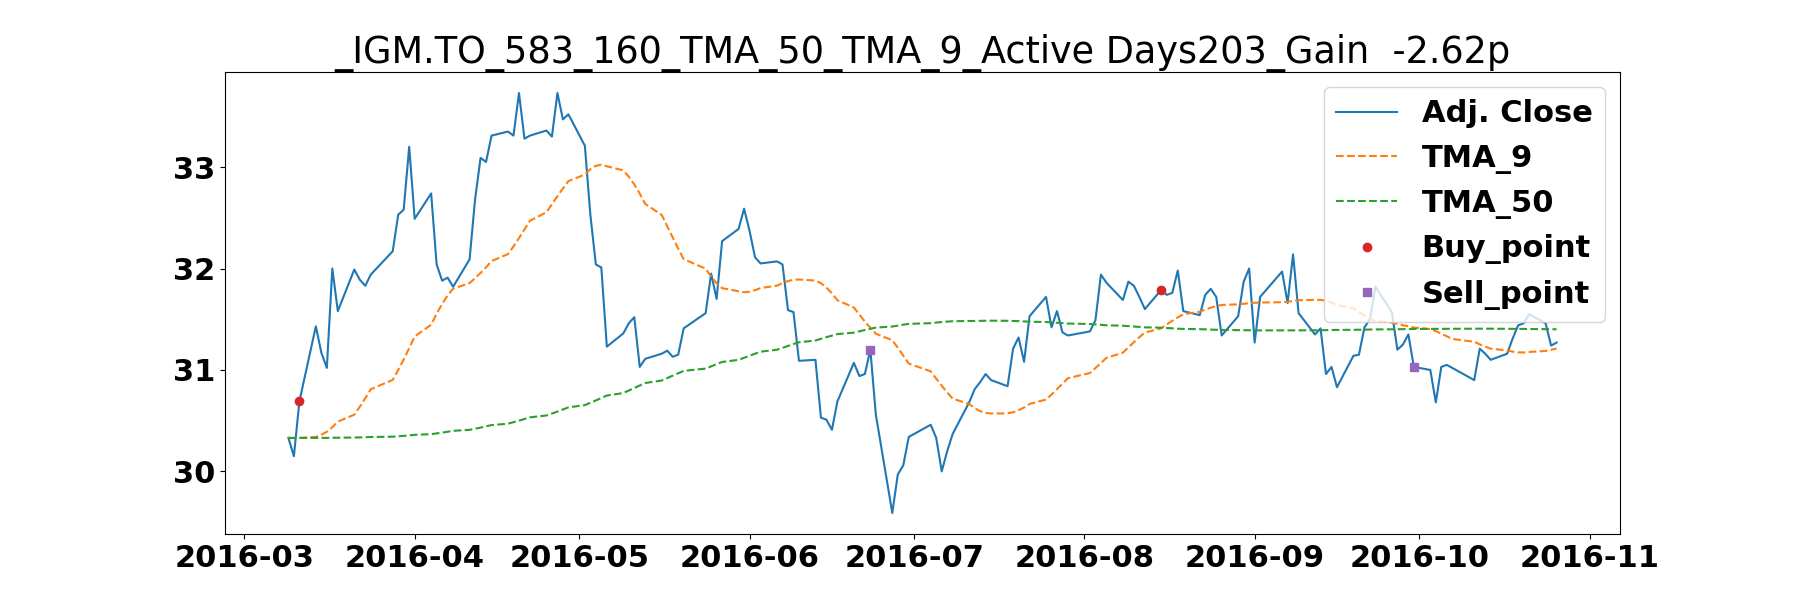 _IGM.TO_583_160_TMA_50_TMA_9_Active Days203_Gain  -2.62p
Adj. Close
TMA_9
TMA_50
Buy_point
Sell_point
33
32
31
30
2016-03 2016-04 2016-05 2016-06 2016-07 2016-08 2016-09 2016-10 2016-11